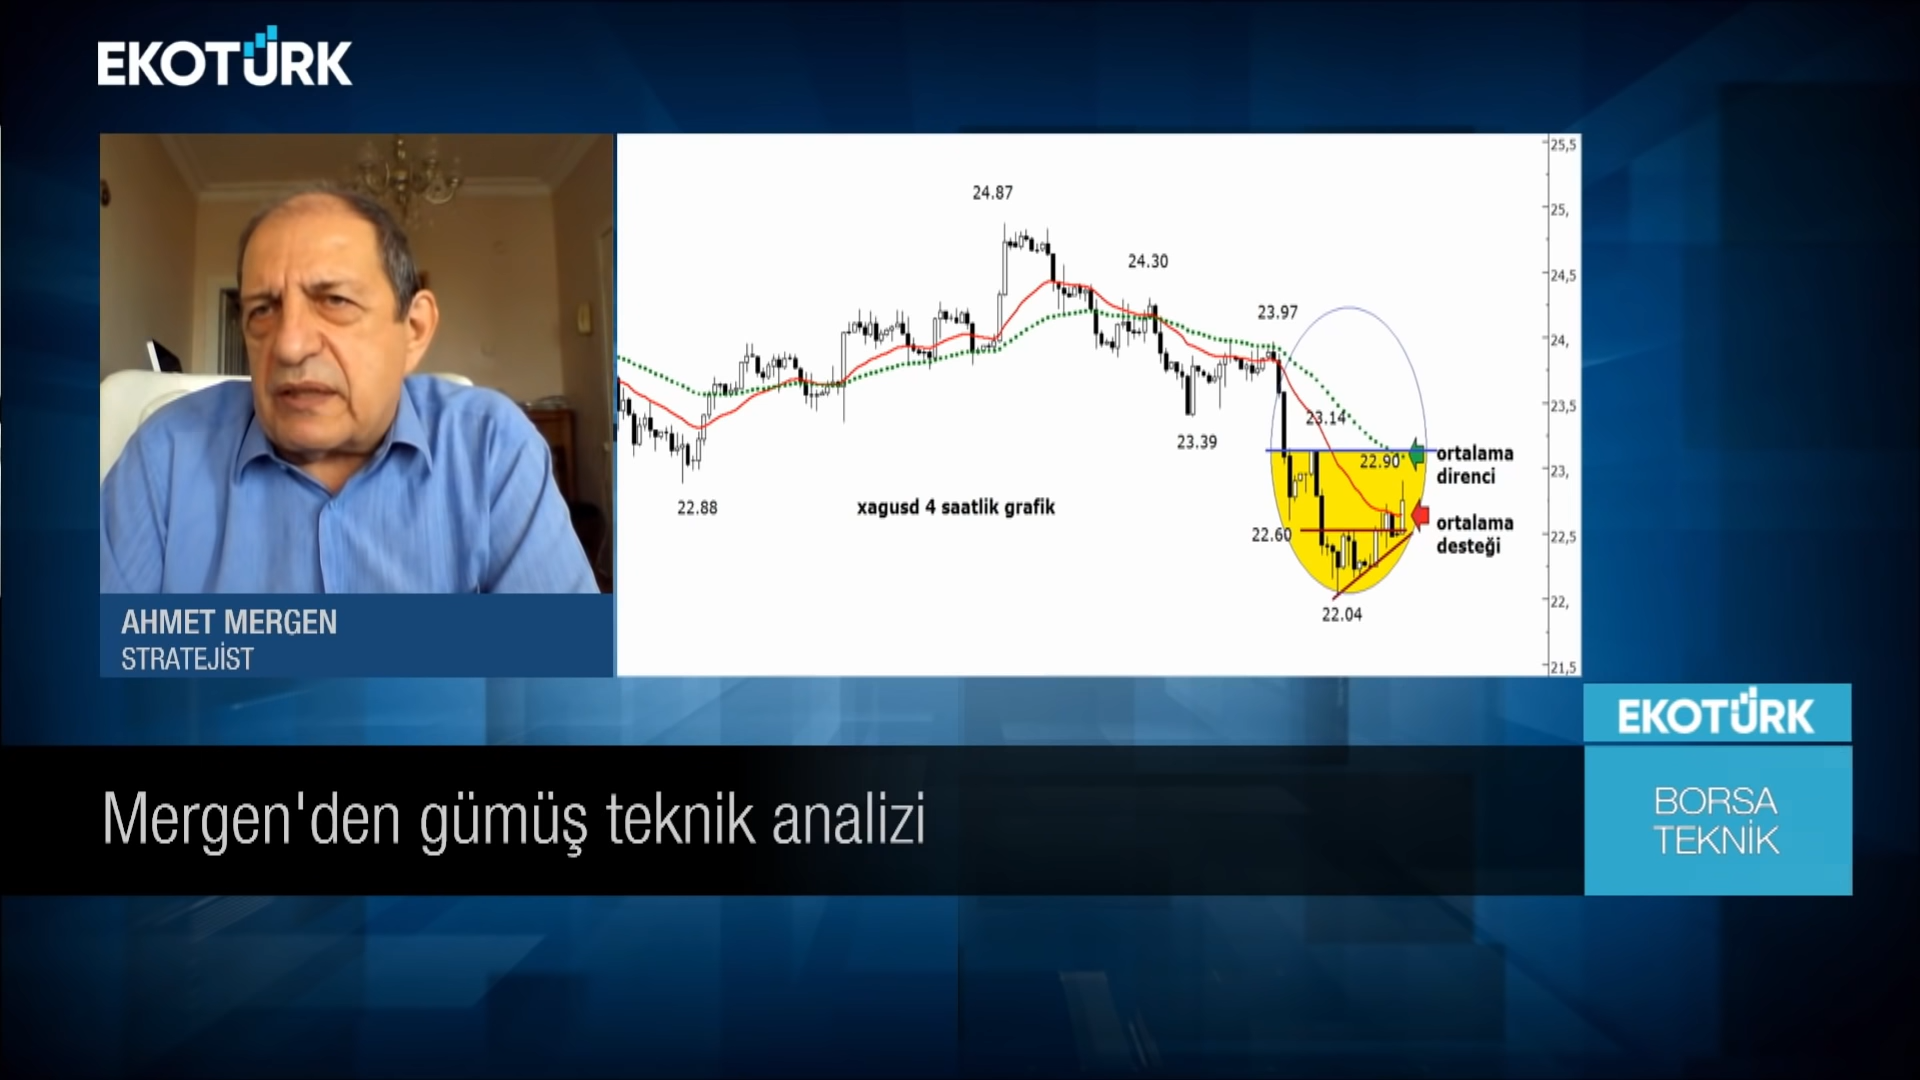 EKOTÜRK
24.87
24.30
23.97
23.14
22.90
23.39
22.88
22.60
22.04
xagusd 4 saatlik grafik
ortalama
direnci
ortalama
desteği
25,5
25,
24,5
24,
23,5
23,
22,5
22,
21,5
AHMET MERGEN
STRATEJİST
EKOTÜRK
Mergen'den gümüş teknik analizi
BORSA
TEKNİK